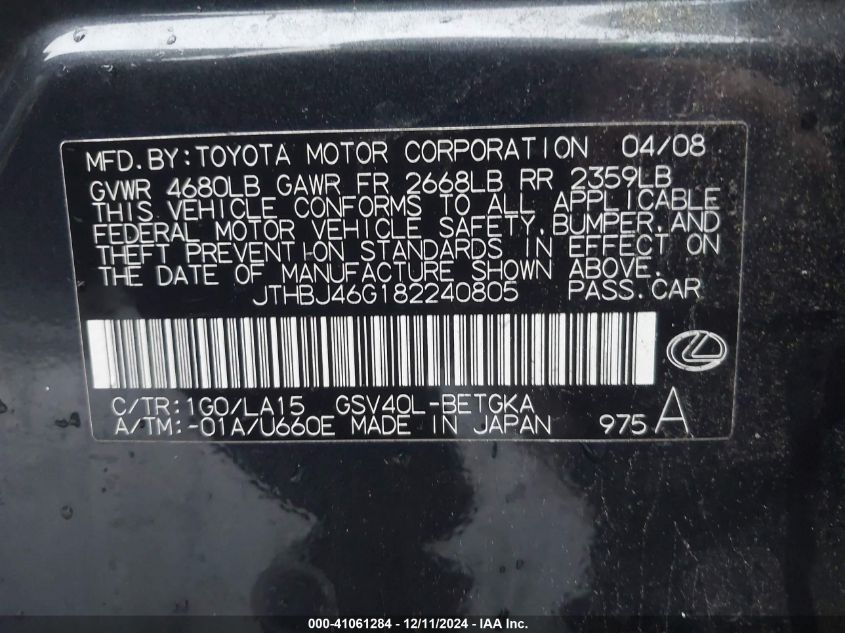 MFD.BY:TOYOTA MOTOR CORPORATION 04/08
GVWR 4680LB GAWR FR 2668LB RR 2359LB
THIS VEHICLE CONFORMS TO ALL APPLICABLE
FEDERAL MOTOR VEHICLE SAFETY,BUMPER,AND
THEFT PREVENTION STANDARDS IN EFFECT ON
THE DATE OF MANUFACTURE SHOWN ABOVE.
JTHBJ46G182240805 PASS.CAR
C/TR:1G0/LA15 GSV40L-BETGKA
A/TM:-01A/U660E MADE IN JAPAN 975 A
000-41061284 - 12/11/2024 - IAA Inc.